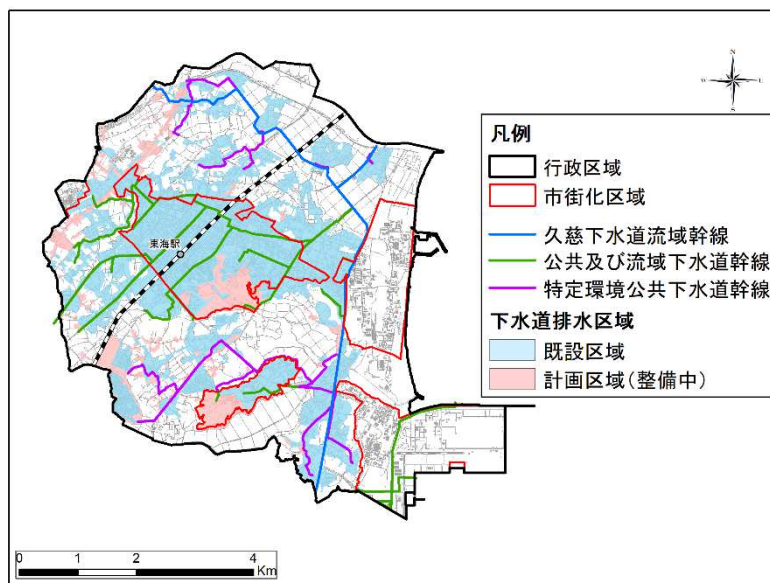 N
W
E
S
凡例
行政区域
市街化区域
久慈下水道流域幹線
公共及び流域下水道幹線
特定環境公共下水道幹線
下水道排水区域
既設区域
計画区域(整備中)
東海駅
0 1 2 4
Km